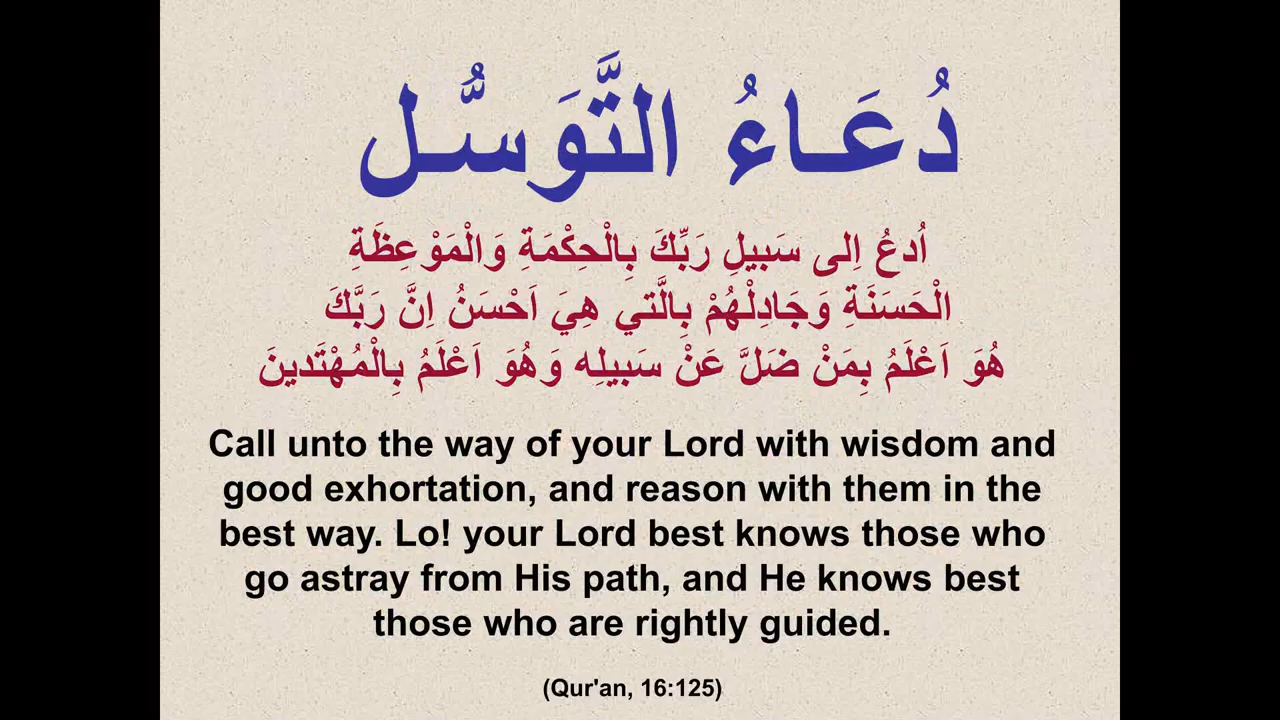 دُعَـاءُ التَّوَسُّـل
اُدعُ اِلى سَبيلِ رَبِّكَ بِالْحِكْمَةِ وَالْمَوْعِظَةِ
الْحَسَنَةِ وَجَادِلْهُمْ بِالَّتي هِيَ اَحْسَنُ اِنَّ رَبَّكَ
هُوَ اَعْلَمُ بِمَنْ ضَلَّ عَنْ سَبيلِه وَهُوَ اَعْلَمُ بِالْمُهْتَدينَ
Call unto the way of your Lord with wisdom and
good exhortation, and reason with them in the
best way. Lo! your Lord best knows those who
go astray from His path, and He knows best
those who are rightly guided.
(Qur'an, 16:125)